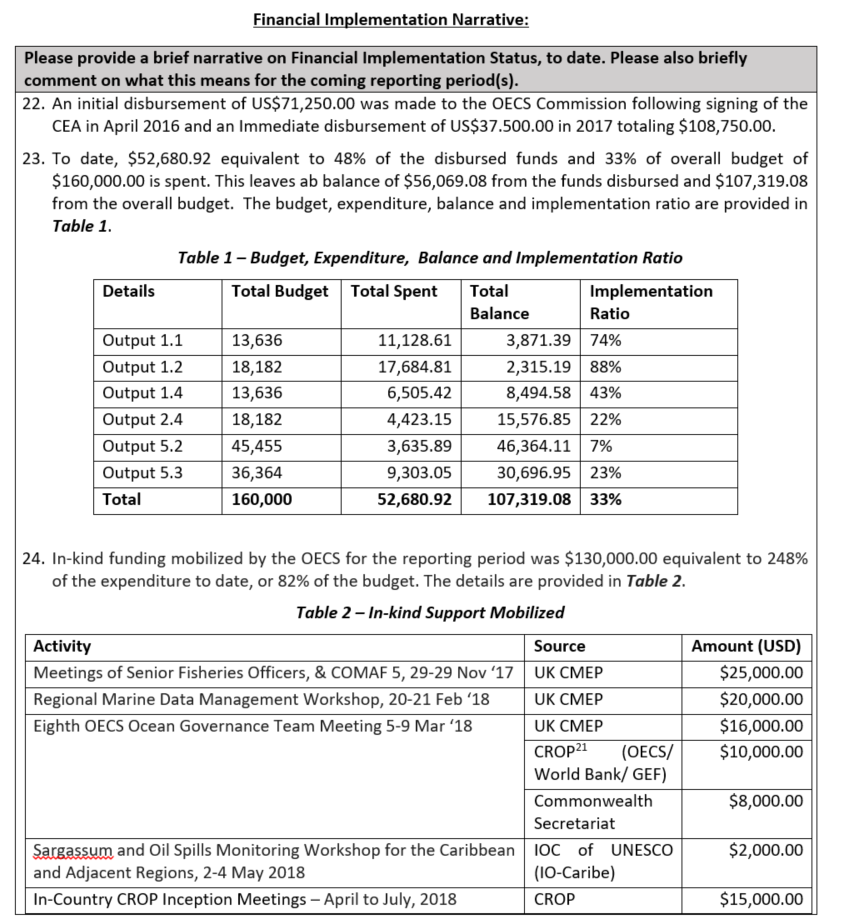 Financial Implementation Narrative:
Please provide a brief narrative on Financial Implementation Status, to date. Please also briefly
comment on what this means for the coming reporting period(s).
22. An initial disbursement of US$71,250.00 was made to the OECS Commission following signing of the
CEA in April 2016 and an Immediate disbursement of US$37.500.00 in 2017 totaling $108,750.00.
23. To date, $52,680.92 equivalent to 48% of the disbursed funds and 33% of overall budget of
$160,000.00 is spent. This leaves ab balance of $56,069.08 from the funds disbursed and $107,319.08
from the overall budget. The budget, expenditure, balance and implementation ratio are provided in
Table 1.
Table 1 – Budget, Expenditure, Balance and Implementation Ratio
Details Total Budget Total Spent Total Implementation
Balance Ratio
Output 1.1 13,636 11,128.61 3,871.39 74%
Output 1.2 18,182 17,684.81 2,315.19 88%
Output 1.4 13,636 6,505.42 8,494.58 43%
Output 2.4 18,182 4,423.15 15,576.85 22%
Output 5.2 45,455 3,635.89 46,364.11 7%
Output 5.3 36,364 9,303.05 30,696.95 23%
Total 160,000 52,680.92 107,319.08 33%
24. In-kind funding mobilized by the OECS for the reporting period was $130,000.00 equivalent to 248%
of the expenditure to date, or 82% of the budget. The details are provided in Table 2.
Table 2 – In-kind Support Mobilized
Activity Source Amount (USD)
Meetings of Senior Fisheries Officers, & COMAF 5, 29-29 Nov ‘17 UK CMEP $25,000.00
Regional Marine Data Management Workshop, 20-21 Feb ‘18 UK CMEP $20,000.00
Eighth OECS Ocean Governance Team Meeting 5-9 Mar ‘18 UK CMEP $16,000.00
CROP21 (OECS/ $10,000.00
World Bank/ GEF)
Commonwealth $8,000.00
Secretariat
Sargassum and Oil Spills Monitoring Workshop for the Caribbean IOC of UNESCO $2,000.00
and Adjacent Regions, 2-4 May 2018 (IO-Caribe)
In-Country CROP Inception Meetings – April to July, 2018 CROP $15,000.00